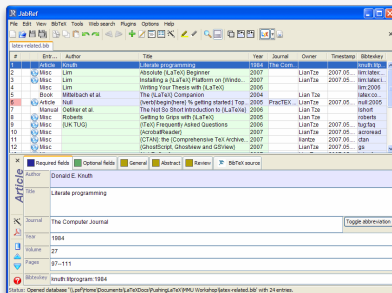 JabRef
File Edit View BibTeX Tools Web search Plugins Options Help
latex-related.bib
# Entr... Author Title Year Journal Owner Timestamp Bibtexkey
1 Article Knuth Literate programming 1984 The Com... knuth:litp...
2 Misc Lim Absolute {\LaTeX} Beginner 2007 LianTze 2007.05... lim:latex...
3 Misc Lim Installing a {\LaTeX} Platform on {Windo... 2007 LianTze 2007.05... lim:latex...
4 Misc Lim Writing Your Thesis with {\LaTeX} 2006 lim:2006
5 Book Mittelbach et al. The {\LaTeX} Companion 2004 LianTze latex:co...
6 Article Null {\verb|\begin{here} % getting started| Top... 2005 PracTEX ... LianTze 2007.05... null:2005
7 Manual Oetiker et al. The Not So Short Introduction to {\LaTeX2e} 2006 LianTze lshort
8 Misc Roberts Getting to Grips with {\LaTeX} 2005 LianTze 2007.05... roberts
9 Misc {UK TUG} {TeX} Frequently Asked Questions 2006 LianTze 2007.05... tug:faq
10 Misc {AcrobatReader} 2007 LianTze 2007.05... acroread
11 Misc {CTAN}: the {Comprehensive TeX Archive... 2007 liantze 2007.06... ctan
12 Misc {GhostScript, Ghostview and GSView} 2007 LianTze 2007.05... gs
Article
Required fields Optional fields General Abstract Review BibTeX source
Author Donald E. Knuth
Title Literate programming
Journal The Computer Journal Toggle abbreviation
Year 1984
Volume 27
Pages 97--111
Bibtexkey knuth:litprogram:1984